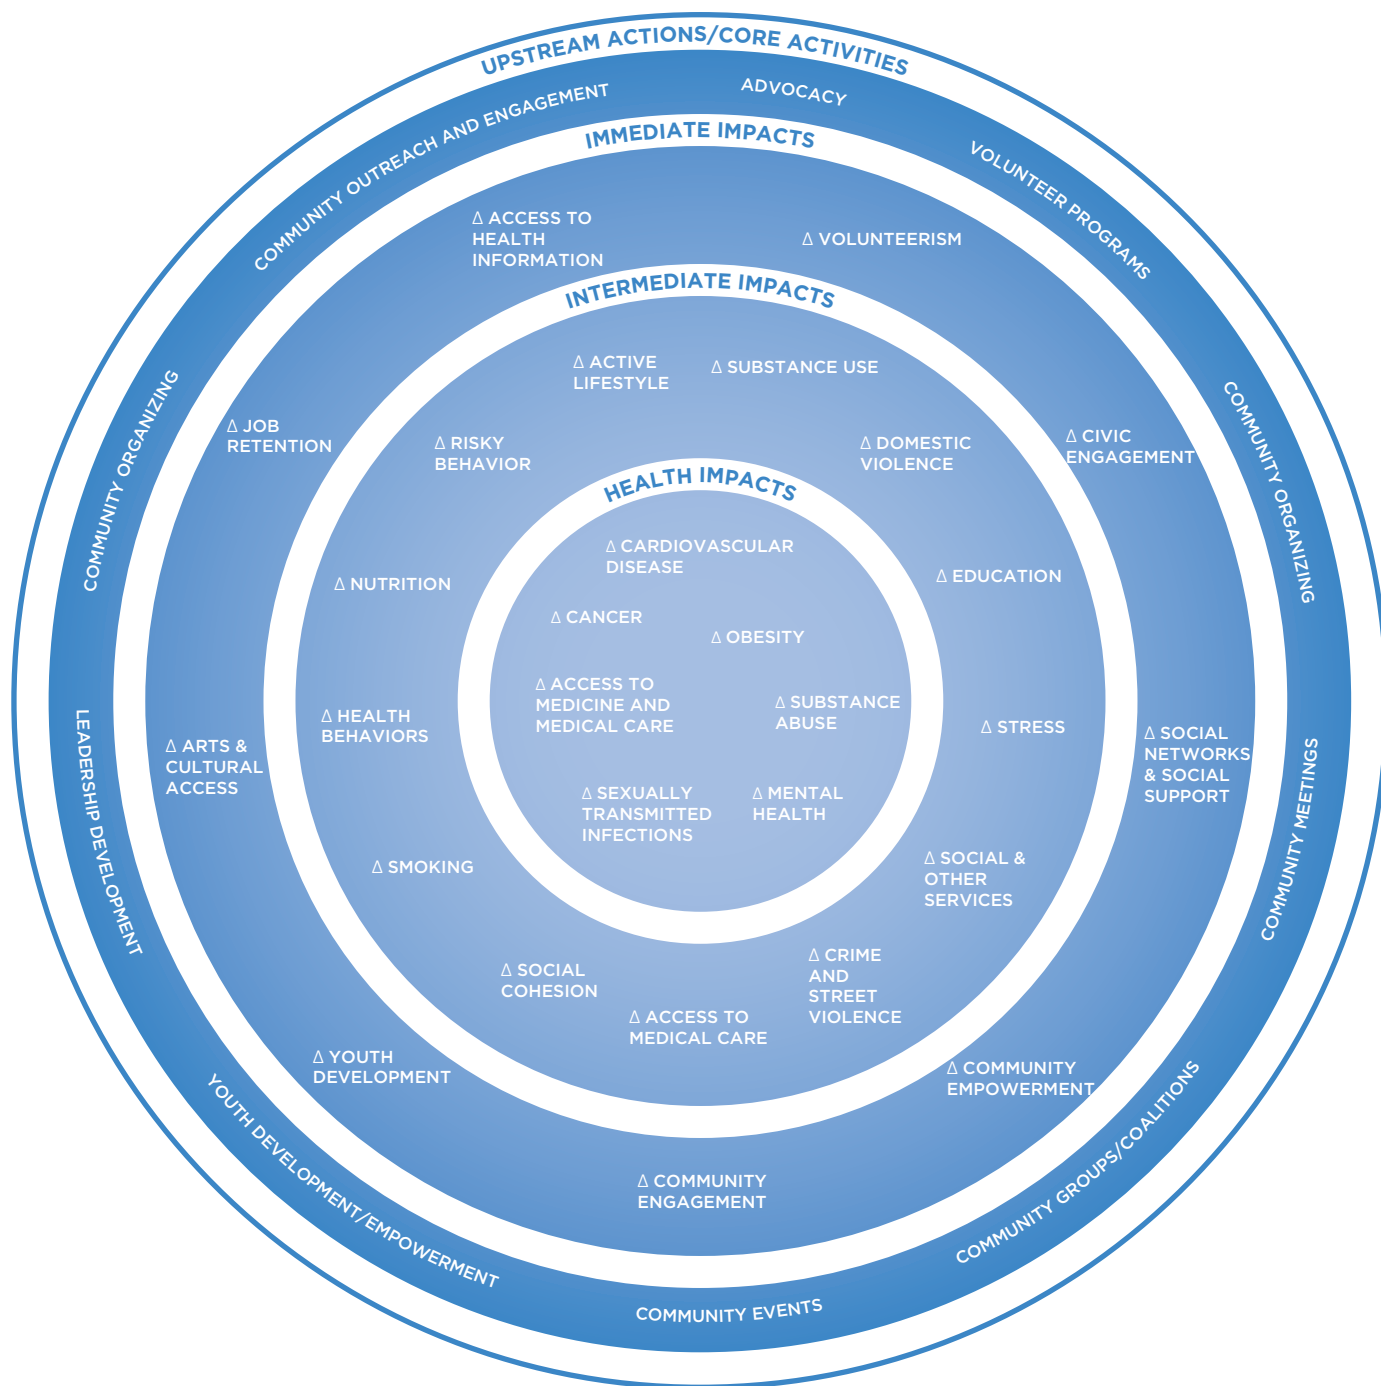 UPSTREAM ACTIONS/CORE ACTIVITIES
COMMUNITY OUTREACH AND ENGAGEMENT
ADVOCACY
VOLUNTEER PROGRAMS
COMMUNITY ORGANIZING
COMMUNITY ORGANIZING
COMMUNITY MEETINGS
LEADERSHIP DEVELOPMENT
COMMUNITY GROUPS/COALITIONS
YOUTH DEVELOPMENT/EMPOWERMENT
COMMUNITY EVENTS
IMMEDIATE IMPACTS
Δ ACCESS TO
HEALTH
INFORMATION
Δ VOLUNTEERISM
Δ JOB
RETENTION
Δ CIVIC
ENGAGEMENT
Δ ARTS &
CULTURAL
ACCESS
Δ SOCIAL
NETWORKS
& SOCIAL
SUPPORT
Δ YOUTH
DEVELOPMENT
Δ COMMUNITY
EMPOWERMENT
Δ COMMUNITY
ENGAGEMENT
INTERMEDIATE IMPACTS
Δ ACTIVE
LIFESTYLE
Δ SUBSTANCE USE
Δ RISKY
BEHAVIOR
Δ DOMESTIC
VIOLENCE
Δ NUTRITION
Δ EDUCATION
Δ HEALTH
BEHAVIORS
Δ STRESS
Δ SMOKING
Δ SOCIAL &
OTHER
SERVICES
Δ SOCIAL
COHESION
Δ CRIME
AND
STREET
VIOLENCE
Δ ACCESS TO
MEDICAL CARE
HEALTH IMPACTS
Δ CARDIOVASCULAR
DISEASE
Δ CANCER
Δ OBESITY
Δ ACCESS TO
MEDICINE AND
MEDICAL CARE
Δ SUBSTANCE
ABUSE
Δ SEXUALLY
TRANSMITTED
INFECTIONS
Δ MENTAL
HEALTH